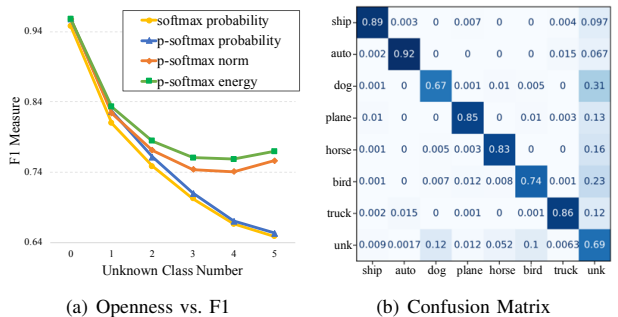 softmax probability
p-softmax probability
p-softmax norm
p-softmax energy
F1 Measure
0.94
0.84
0.74
0.64
0 1 2 3 4 5
Unknown Class Number
(a) Openness vs. F1
ship 0.89 0.003 0 0.007 0 0 0.004 0.097
auto 0.002 0.92 0 0 0 0 0.015 0.067
dog 0.001 0 0.67 0.001 0.01 0.005 0 0.31
plane 0.01 0 0 0.85 0 0.01 0.003 0.13
horse 0.001 0 0.005 0.003 0.83 0 0 0.16
bird 0.001 0 0.007 0.012 0.008 0.74 0.001 0.23
truck 0.002 0.015 0 0.001 0 0.001 0.86 0.12
unk 0.009 0.0017 0.12 0.012 0.052 0.1 0.0063 0.69
ship auto dog plane horse bird truck unk
(b) Confusion Matrix